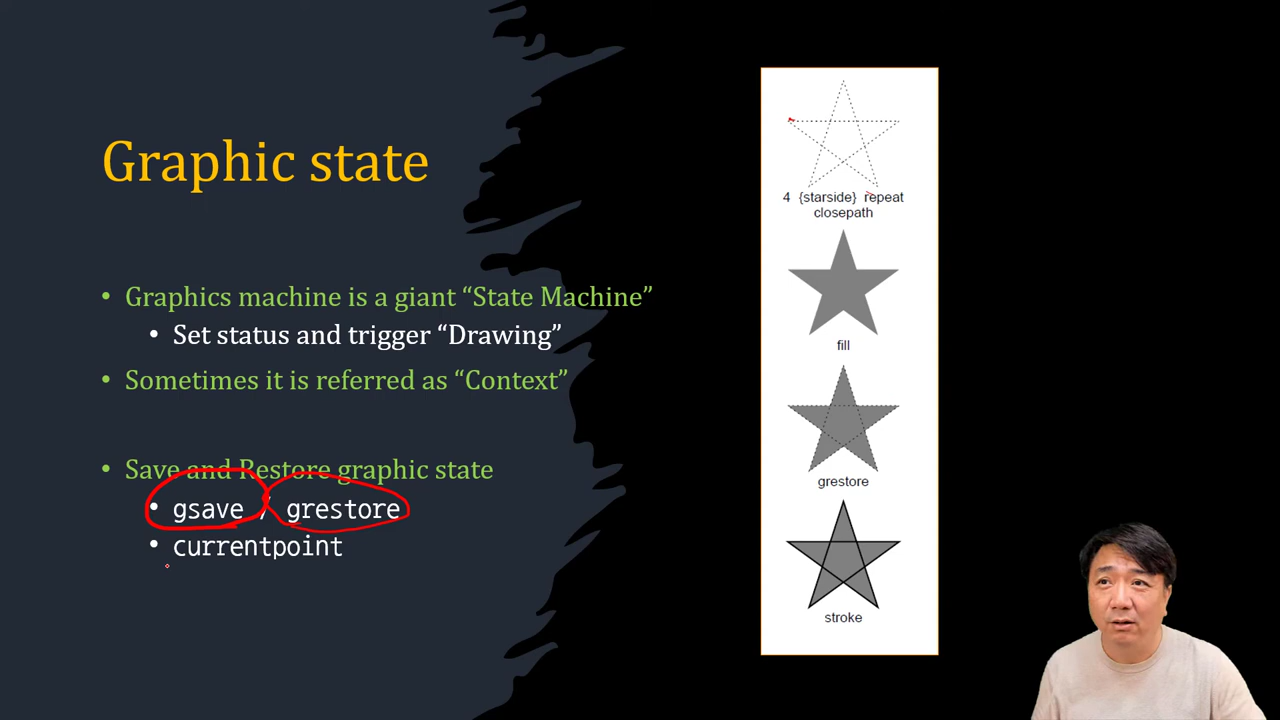 Graphic state
• Graphics machine is a giant “State Machine”
• Set status and trigger “Drawing”
• Sometimes it is referred as “Context”
• Save and Restore graphic state
• gsave / grestore
• currentpoint
4 {starside} repeat
closepath
fill
grestore
stroke